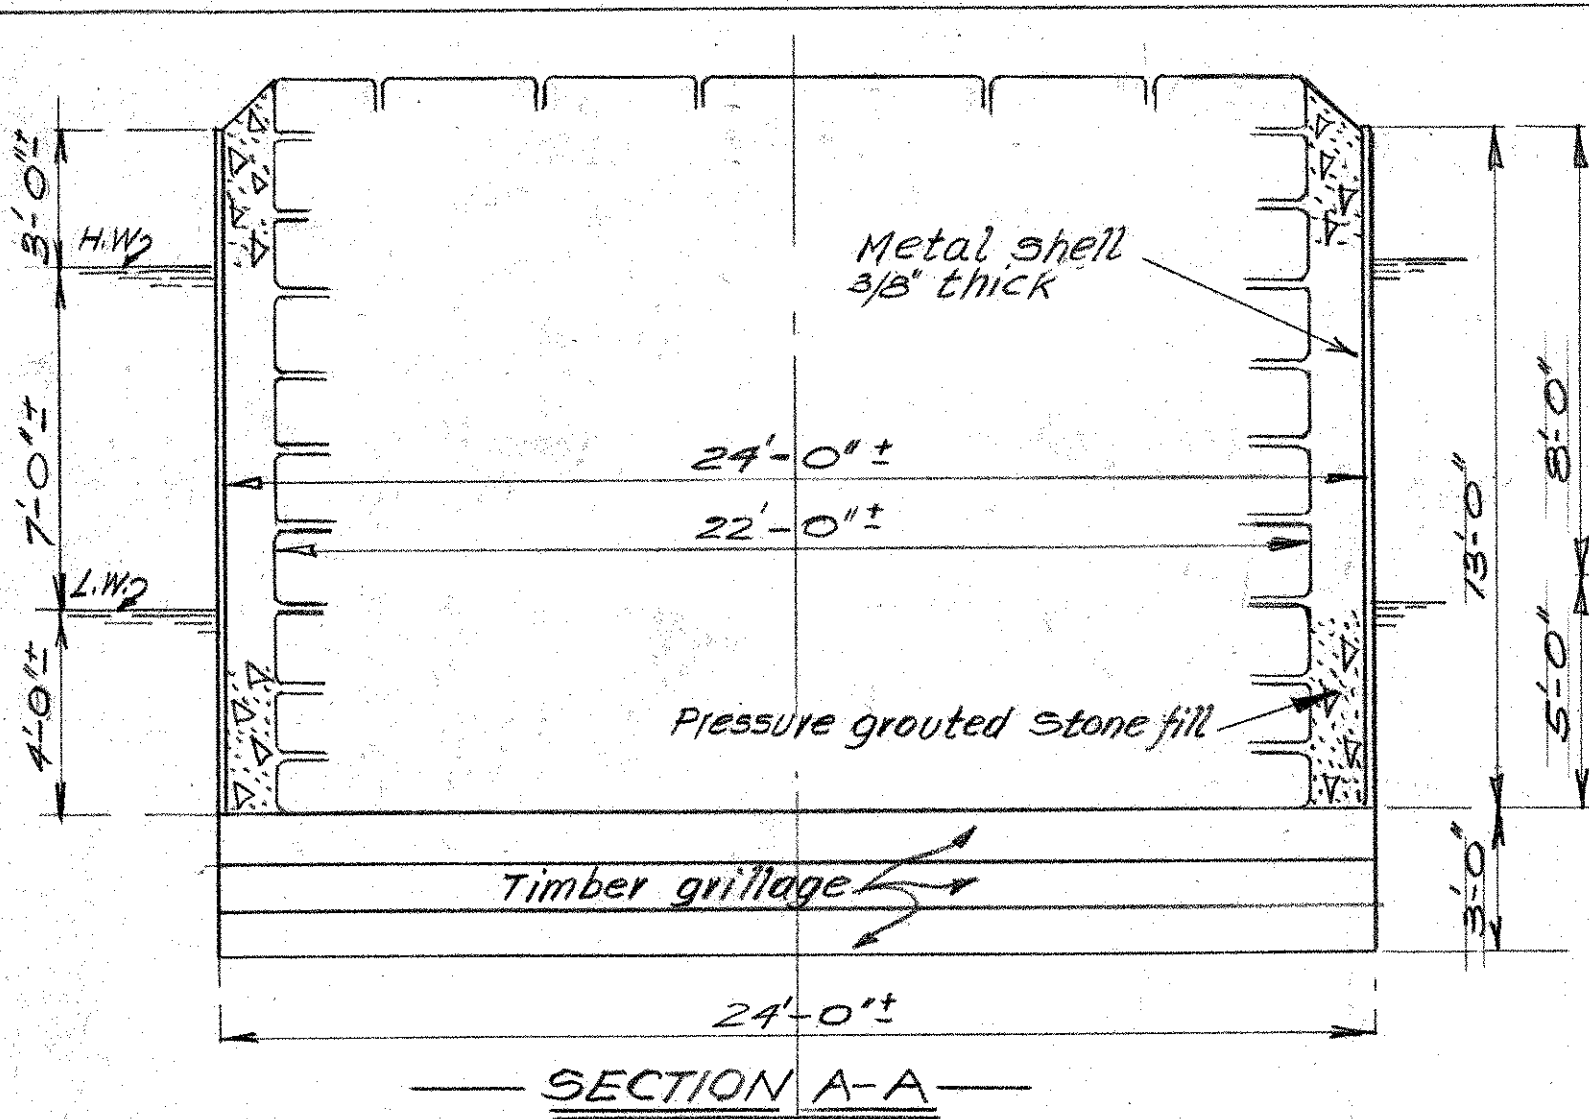 3'-0"±
H.W.
7'-0"±
L.W.
4'-0"±
Metal shell
3/8" thick
24'-0"±
22'-0"±
Pressure grouted Stone fill
Timber grillage
13'-0"
8'-0"
5'-0"
3'-0"
24'-0"±
SECTION A-A